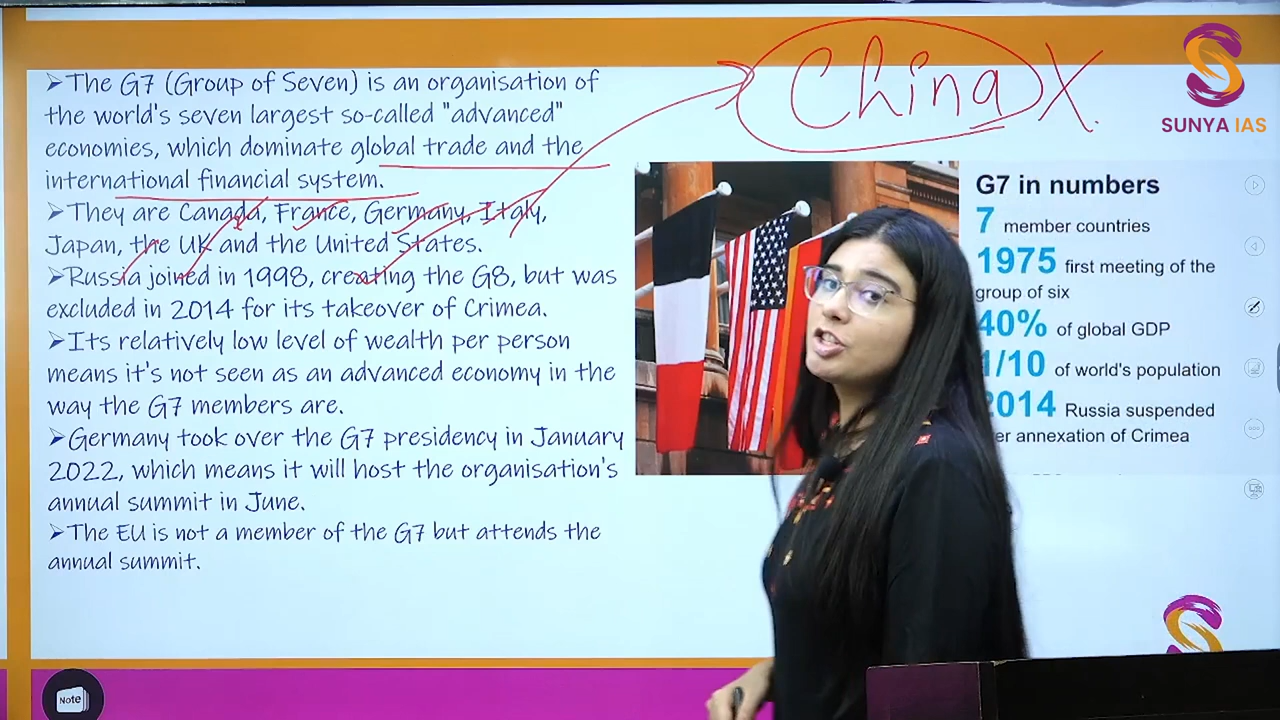 China X
SUNYA IAS
➤The G7 (Group of Seven) is an organisation of
the world's seven largest so-called "advanced"
economies, which dominate global trade and the
international financial system.
➤They are Canada, France, Germany, Italy,
Japan, the UK and the United States.
➤Russia joined in 1998, creating the G8, but was
excluded in 2014 for its takeover of Crimea.
➤Its relatively low level of wealth per person
means it's not seen as an advanced economy in the
way the G7 members are.
➤Germany took over the G7 presidency in January
2022, which means it will host the organisation's
annual summit in June.
➤The EU is not a member of the G7 but attends the
annual summit.
G7 in numbers
7 member countries
1975 first meeting of the
group of six
40% of global GDP
1/10 of world's population
2014 Russia suspended
er annexation of Crimea
Note